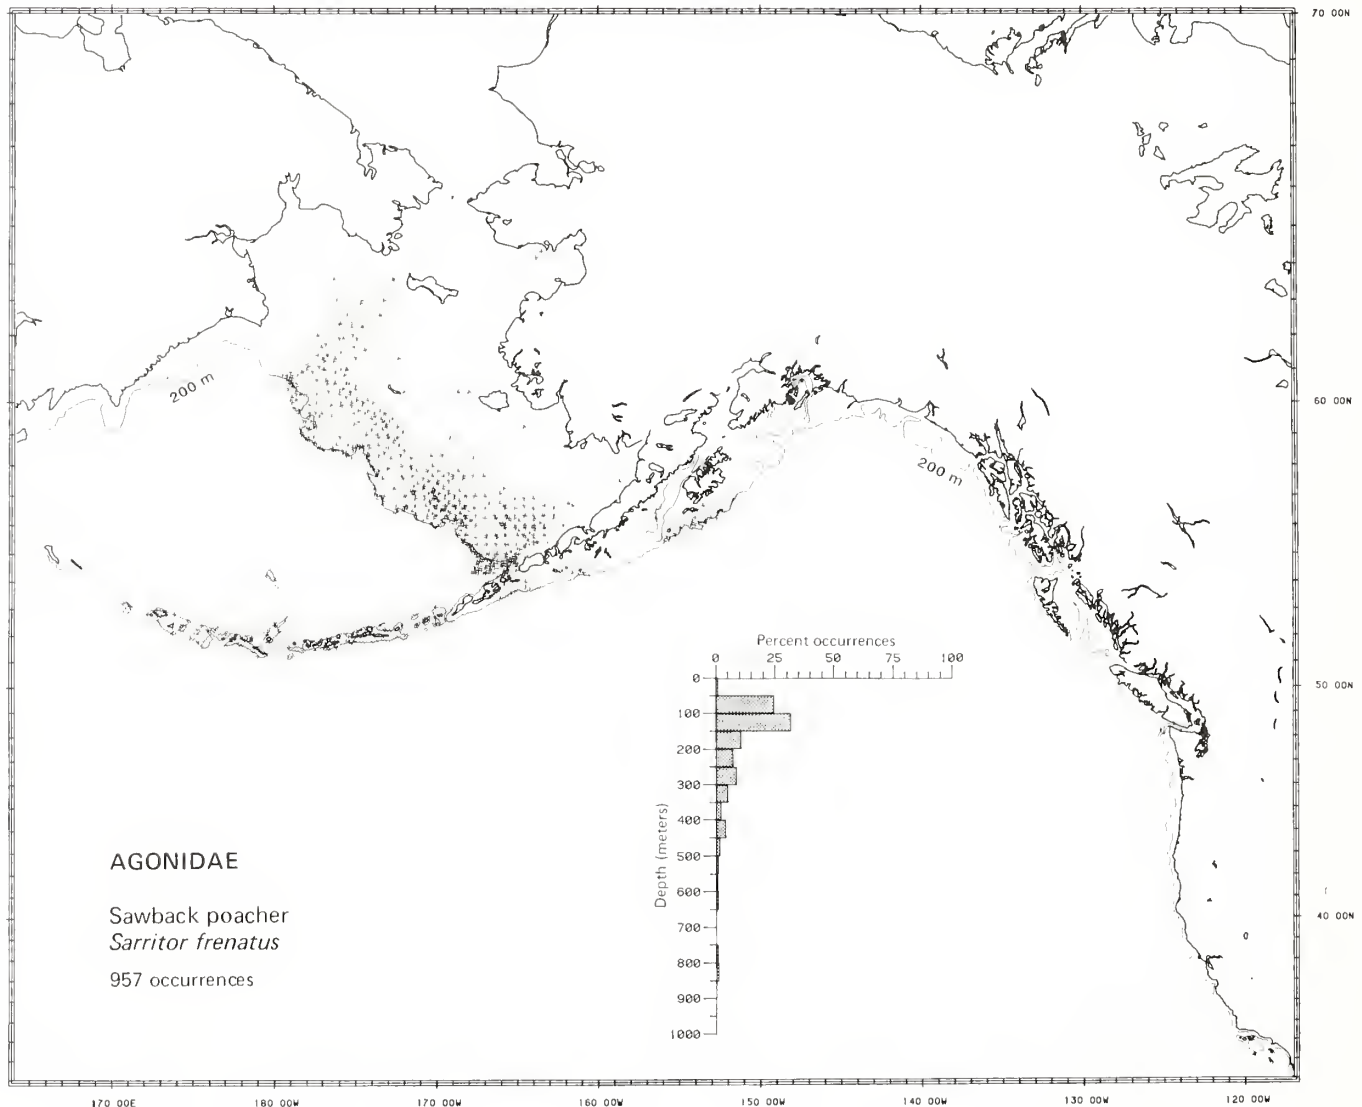 70 00N
200 m
60 00N
200 m
Percent occurrences
0 25 50 75 100
50 00N
0
100
200
300
400
500
600
700
800
900
1000
Depth (meters)
AGONIDAE
Sawback poacher
Sarritor frenatus
957 occurrences
40 00N
170 00E 180 00W 170 00W 160 00W 150 00W 140 00W 130 00W 120 00W